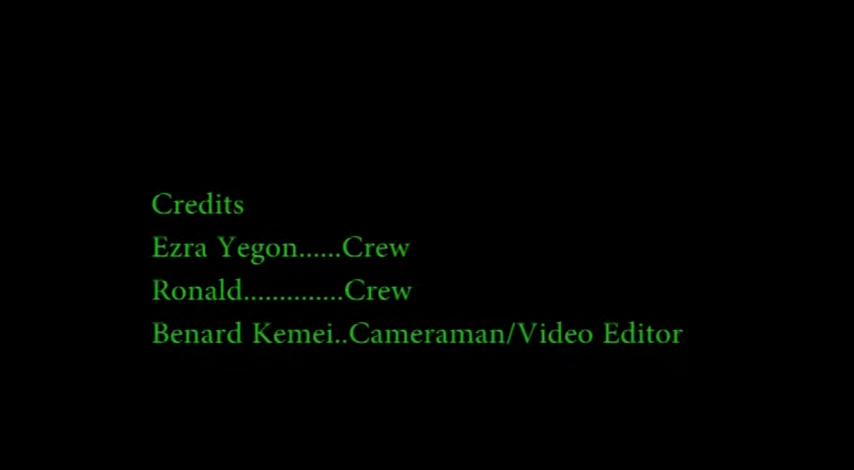 Credits
Ezra Yegon......Crew
Ronald..............Crew
Benard Kemei..Cameraman/Video Editor